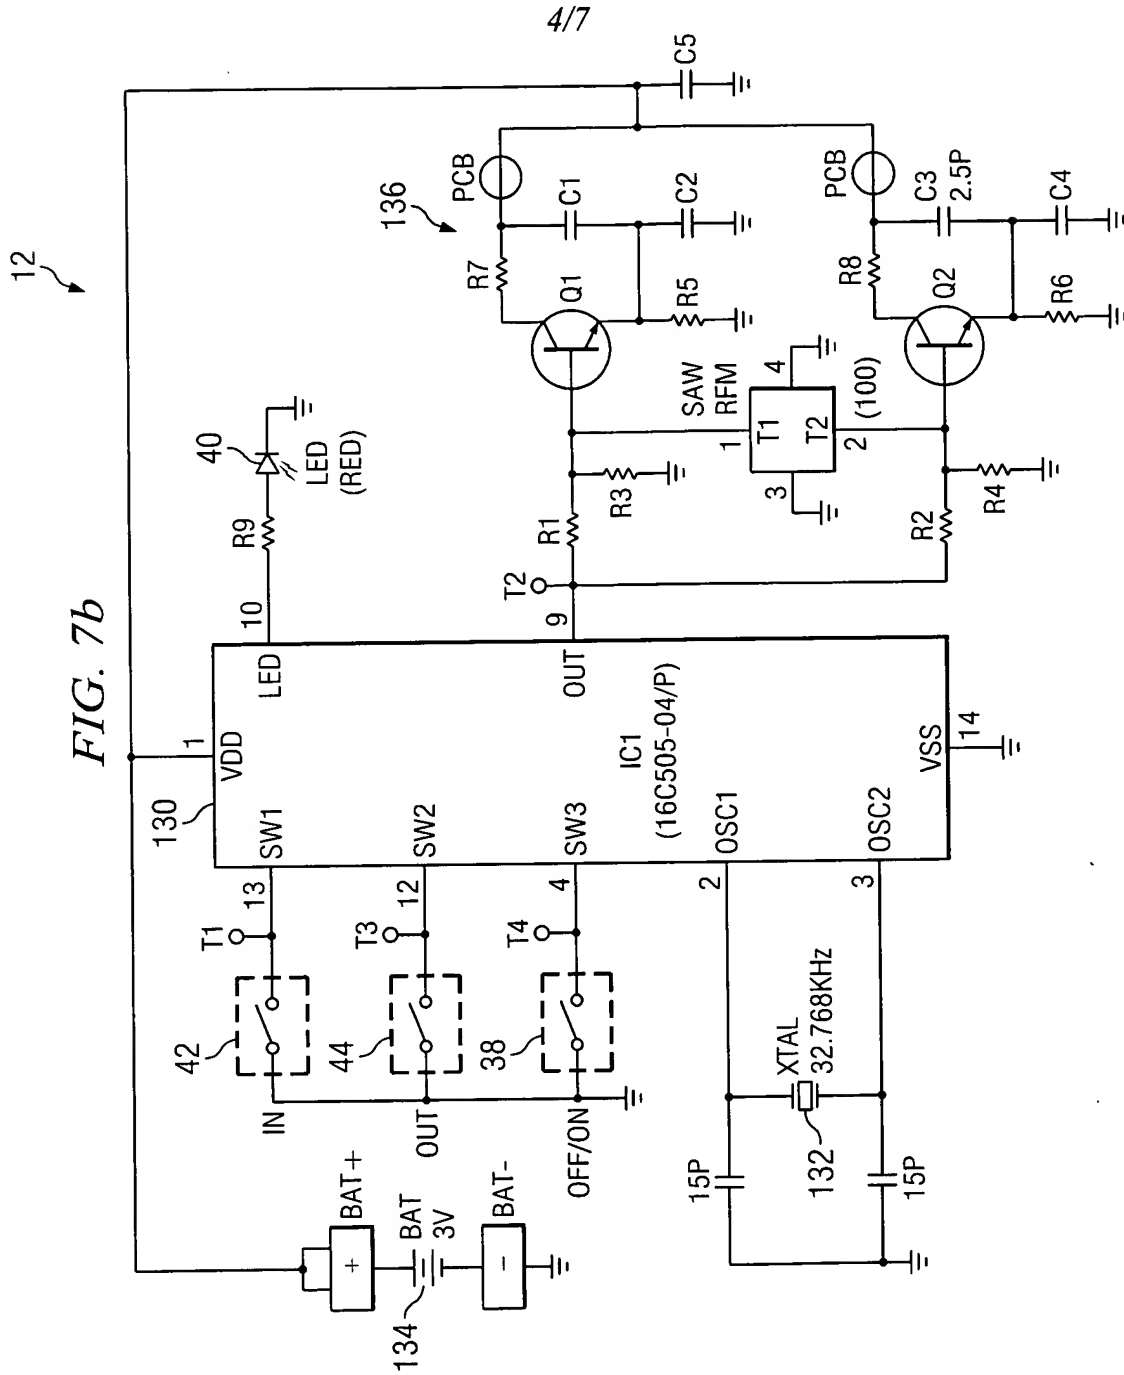 4/7
FIG. 7b
12
130
1
VDD
SW1
13
T1
42
IN
SW2
12
T3
44
OUT
SW3
4
T4
38
OFF/ON
BAT+
+
BAT
3V
134
BAT-
-
IC1
(16C505-04/P)
OSC1
2
OSC2
3
XTAL
32.768KHz
132
15P
15P
VSS
14
LED
10
R9
40
LED
(RED)
OUT
9
T2
R1
R3
R2
R4
SAW
RFM
1
T1
T2
2
3
4
(100)
136
Q1
R7
R5
PCB
C1
C2
C5
Q2
R8
R6
PCB
C3
2.5P
C4